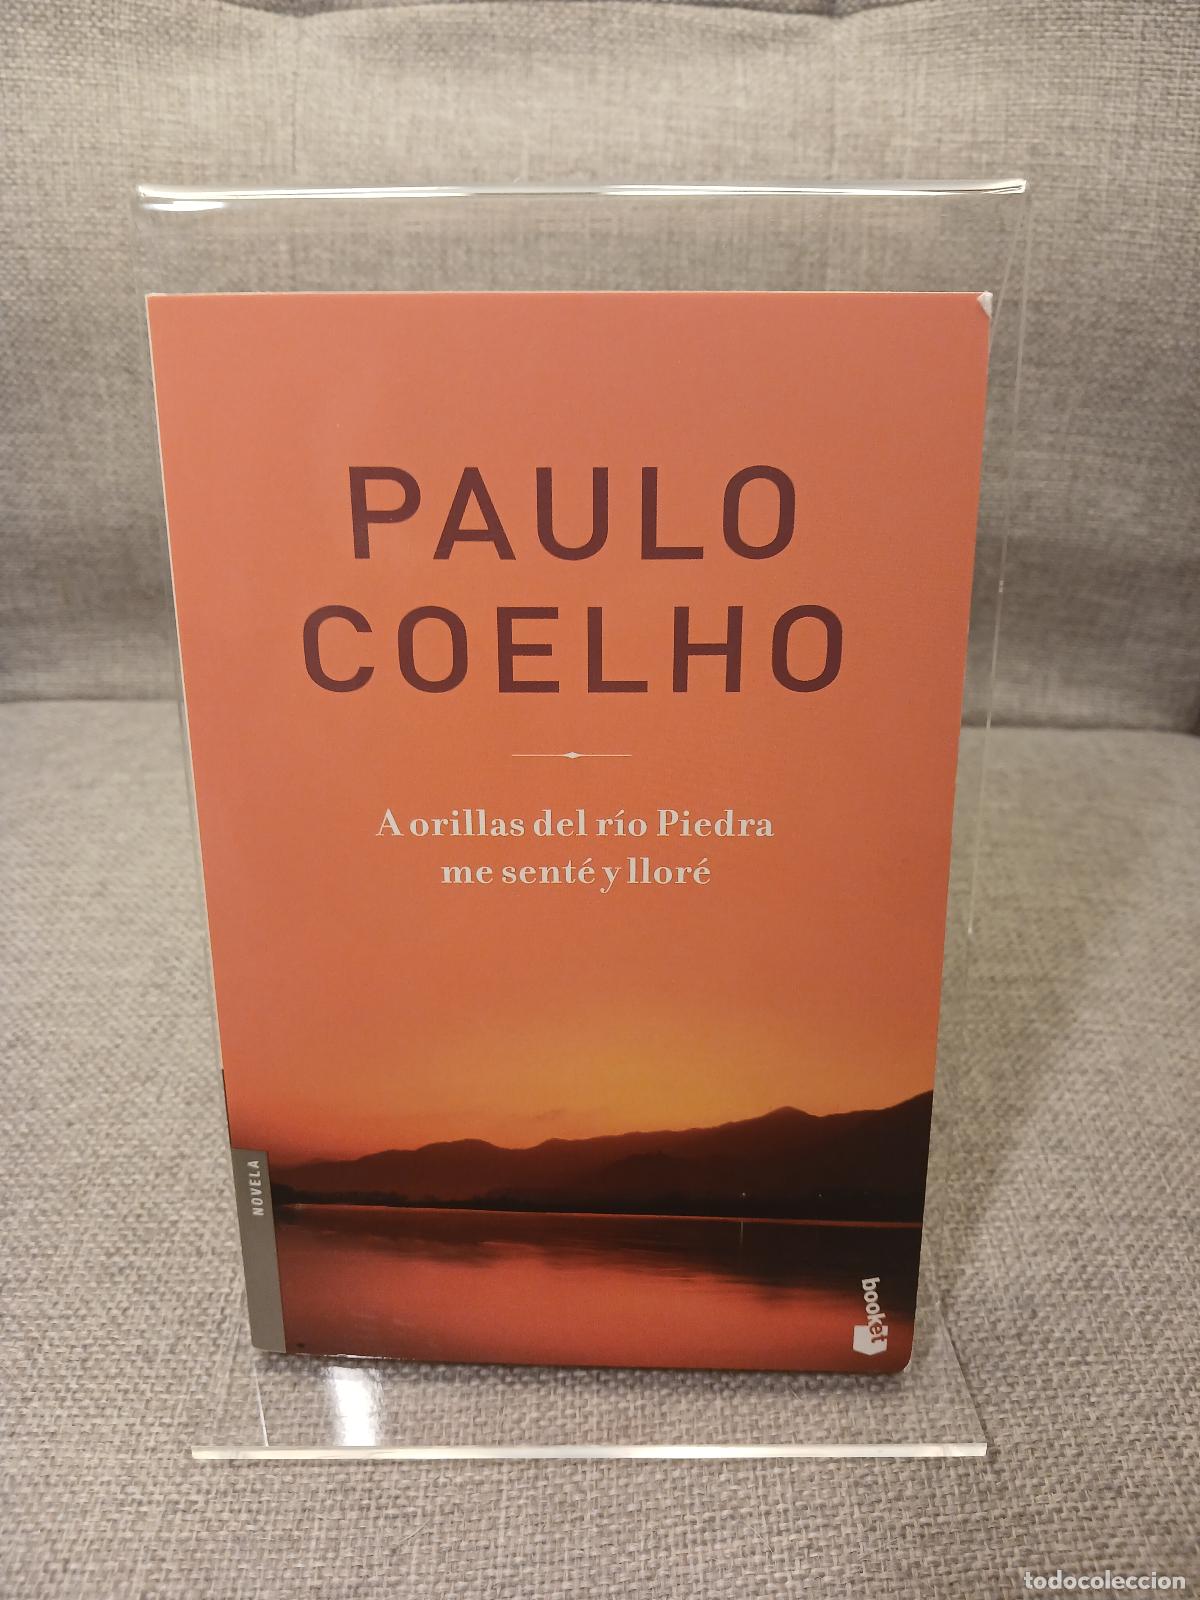 PAULO
COELHO
A orillas del río Piedra
me senté y lloré
NOVELA
booket
todocoleccion